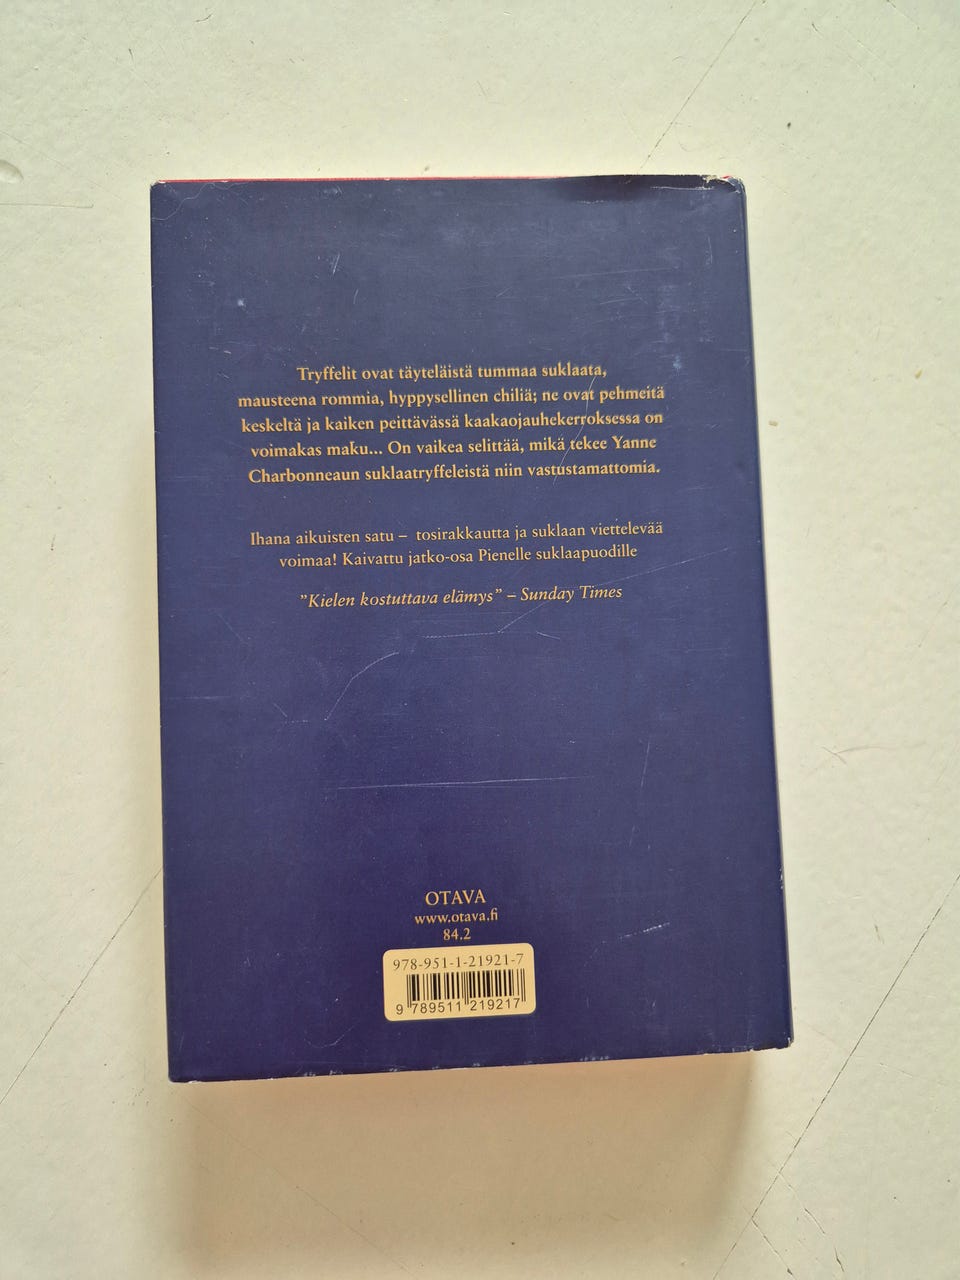 Tryffelit ovat täyteläistä tummaa suklaata,
mausteena rommia, hyppysellinen chiliä; ne ovat pehmeitä
keskeltä ja kaiken peittävässä kaakaojauhekerroksessa on
voimakas maku... On vaikea selittää, mikä tekee Yanne
Charbonneaun suklaatryffeleistä niin vastustamattomia.
Ihana aikuisten satu – tosirakkautta ja suklaan viettelevää
voimaa! Kaivattu jatko-osa Pienelle suklaapuodille
"Kielen kostuttava elämys" – Sunday Times
OTAVA
www.otava.fi
84.2
978-951-1-21921-7
9 789511 219217